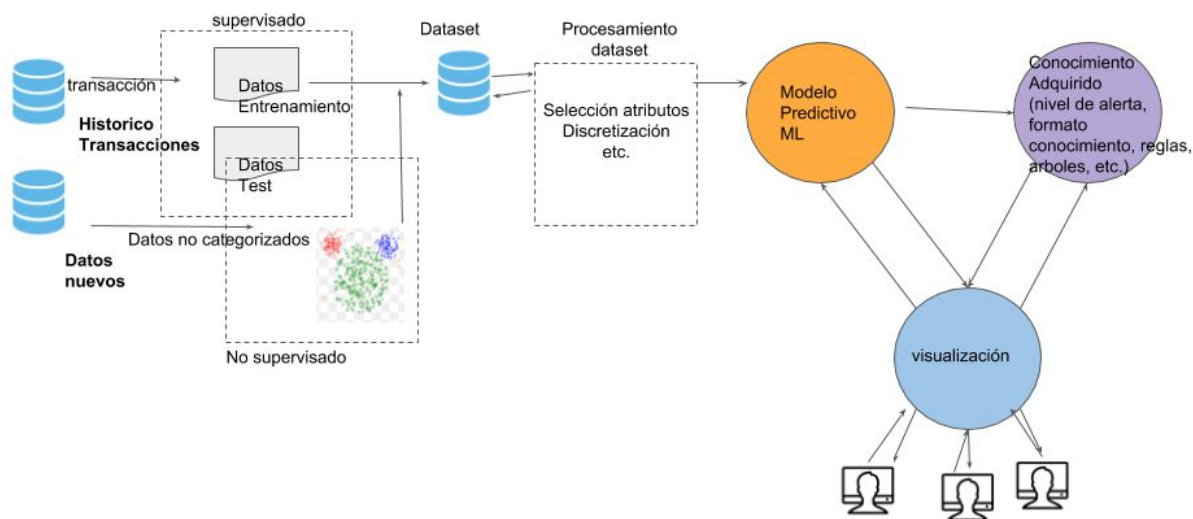 supervisado
transacción
Datos
Entrenamiento
Historico
Transacciones
Datos
Test
Datos no categorizados
Datos
nuevos
No supervisado
Dataset
Procesamiento
dataset
Selección atributos
Discretización
etc.
Modelo
Predictivo
ML
Conocimiento
Adquirido
(nivel de alerta,
formato
conocimiento, reglas,
arboles, etc.)
visualización